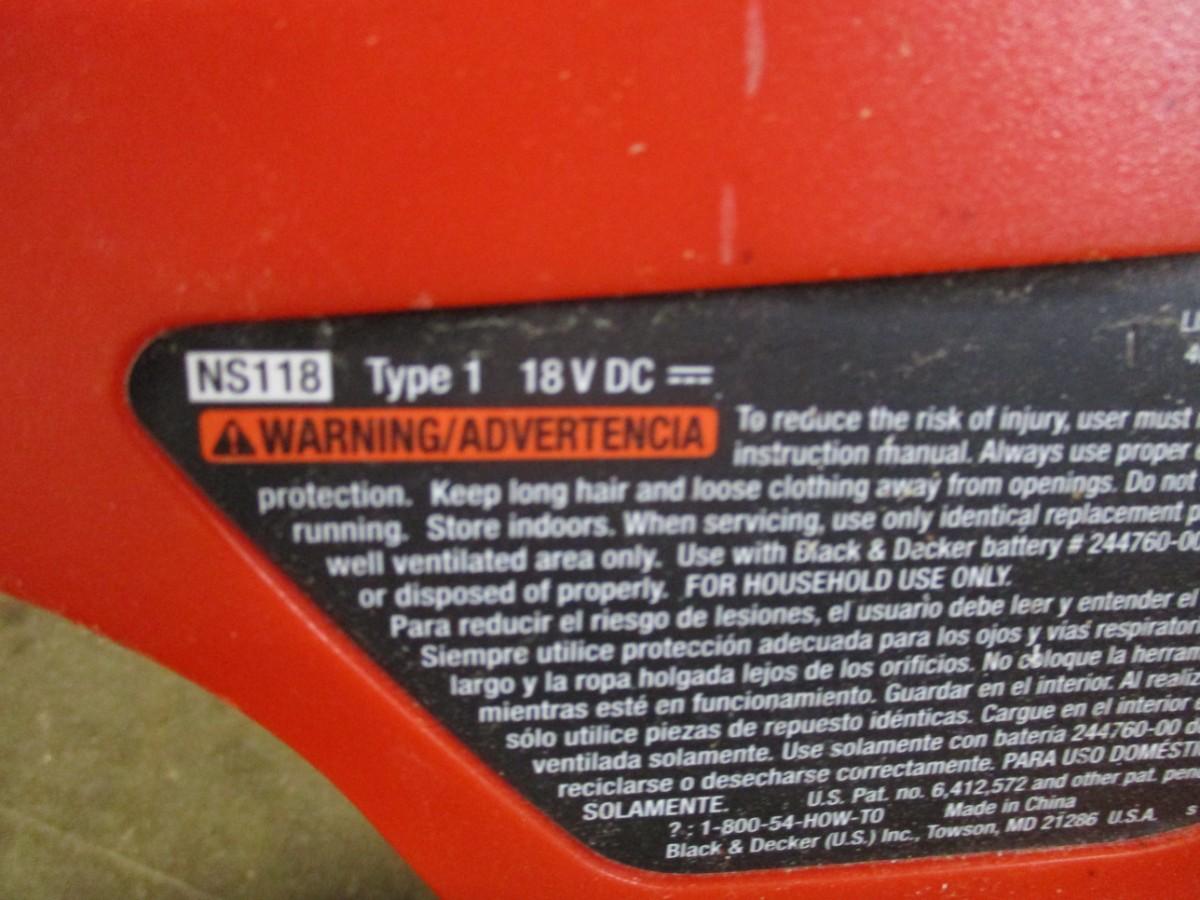 NS118 Type 1 18 V DC
WARNING/ADVERTENCIA To reduce the risk of injury, user must
instruction manual. Always use proper
protection. Keep long hair and loose clothing away from openings. Do not
running. Store indoors. When servicing, use only identical replacement
well ventilated area only. Use with Black & Decker battery # 244760-00
or disposed of properly. FOR HOUSEHOLD USE ONLY.
Para reducir el riesgo de lesiones, el usuario debe leer y entender el
Siempre utilice protección adecuada para los ojos y vías
largo y la ropa holgada lejos de los orificios. No coloque la
mientras esté en funcionamiento. Guardar en el interior. Al
sólo utilice piezas de repuesto idénticas. Cargue en el interior
ventilada solamente. Use solamente con batería 244760-00
reciclarse o desecharse correctamente. PARA USO
SOLAMENTE. U.S. Pat. no. 6,412,572 and other pat.
? : 1-800-54-HOW-TO Made in China
Black & Decker (U.S.) Inc., Towson, MD 21286 U.S.A.